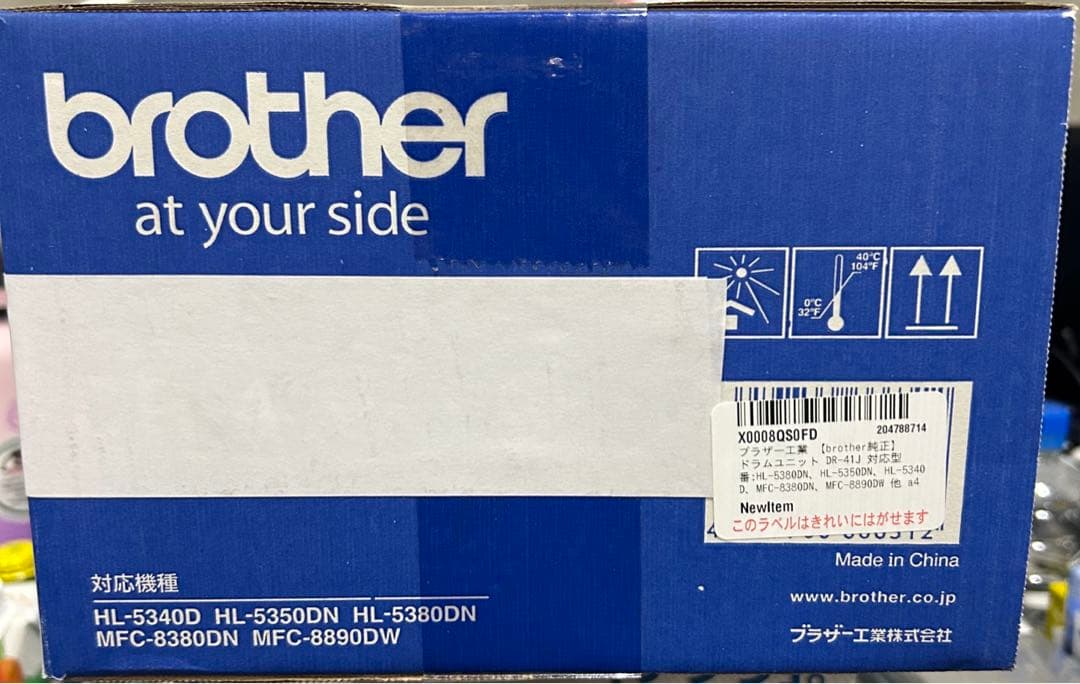 brother
at your side
40°C
104°F
0°C
32°F
X0008QS0FD
204788714
ブラザー工業 【brother純正】
ドラムユニット DR-41J 対応型
番:HL-5380DN、HL-5350DN、HL-5340
D、MFC-8380DN、MFC-8890DW 他 a4
NewItem
このラベルはきれいにはがせます
Made in China
www.brother.co.jp
ブラザー工業株式会社
対応機種
HL-5340D HL-5350DN HL-5380DN
MFC-8380DN MFC-8890DW